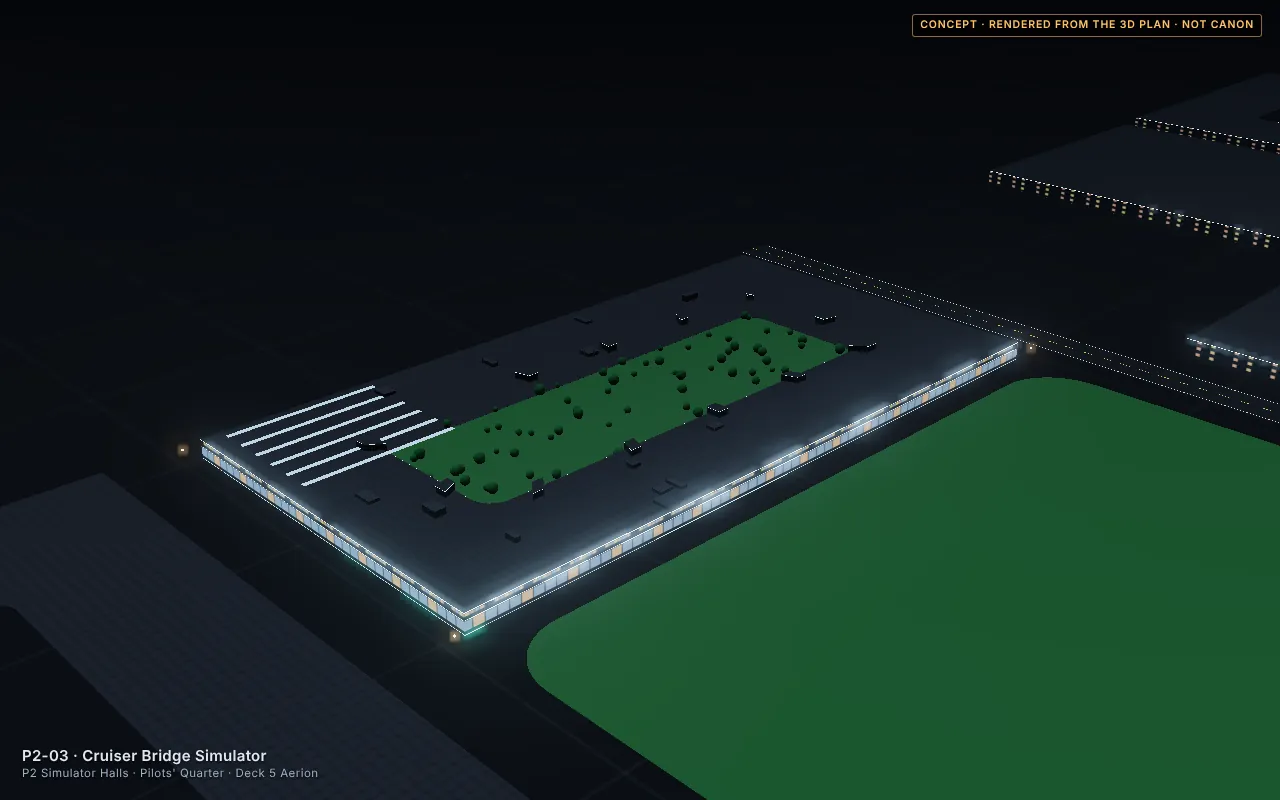 CONCEPT · RENDERED FROM THE 3D PLAN · NOT CANON
P2-03 · Cruiser Bridge Simulator
P2 Simulator Halls · Pilots' Quarter · Deck 5 Aerion